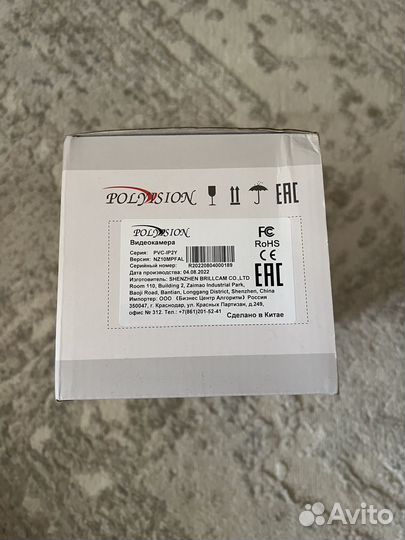 POLYVISION EAC
POLYVISION FC
Видеокамера RoHS
Серия: PVC-IP2Y
Версия: NZ10MPFAL
Серийный номер: R20220804000189
Дата производства: 04.08.2022 CE EAC
Изготовитель: SHENZHEN BRILLCAM CO.,LTD
Room 110, Building 2, Zaimao Industrial Park,
Baoji Road, Bantian, Longgang District, Shenzhen, China
Импортер: ООО «Бизнес Центр Алгоритм» Россия
350047, г. Краснодар, ул. Красных Партизан, д.249,
офис № 312. Тел.: +7(861)201-52-41
Сделано в Китае
Avito